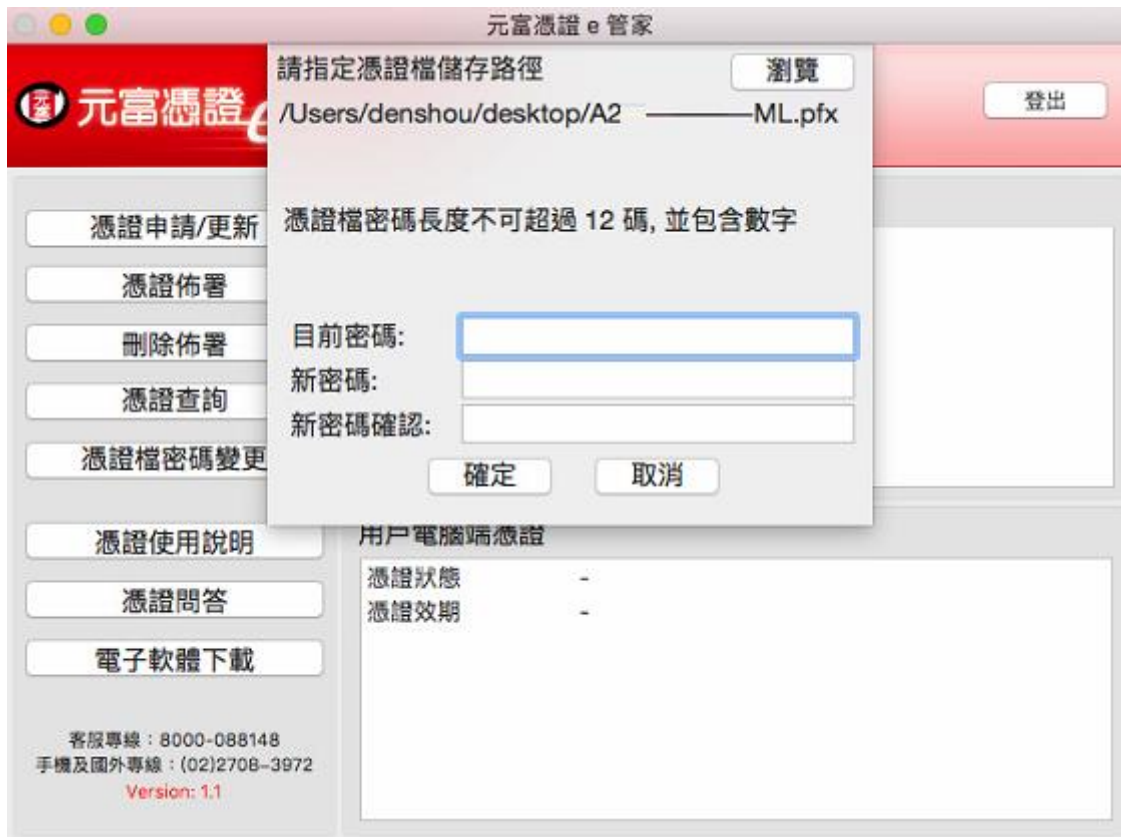 元富憑證 e 管家
元富憑證e
請指定憑證檔儲存路徑
瀏覽
/Users/denshou/desktop/A2 ————ML.pfx
登出
憑證檔密碼長度不可超過 12 碼, 並包含數字
目前密碼:
新密碼:
新密碼確認:
確定
取消
憑證申請/更新
憑證佈署
刪除佈署
憑證查詢
憑證檔密碼變更
憑證使用說明
憑證問答
電子軟體下載
客服專線：8000-088148
手機及國外專線：(02)2708-3972
Version: 1.1
用戶電腦端憑證
憑證狀態 -
憑證效期 -